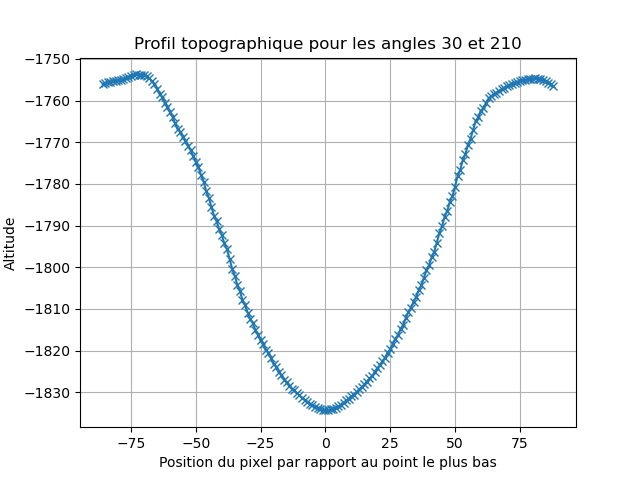 Profil topographique pour les angles 30 et 210
−1750
−1760
−1770
−1780
−1790
−1800
−1810
−1820
−1830
Altitude
−75 −50 −25 0 25 50 75
Position du pixel par rapport au point le plus bas